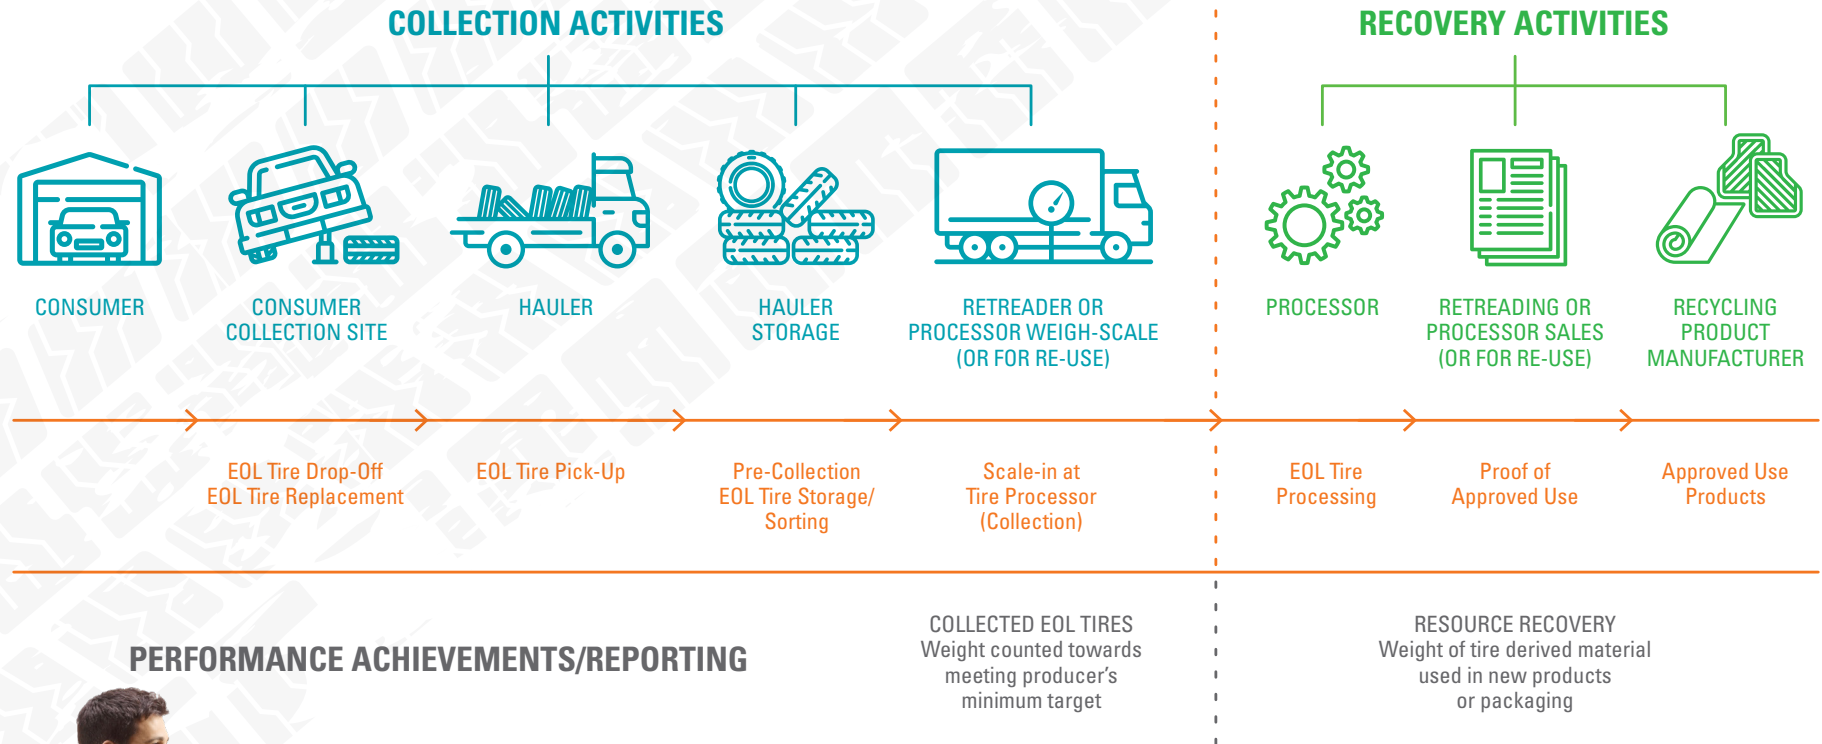 COLLECTION ACTIVITIES
RECOVERY ACTIVITIES
CONSUMER
CONSUMER
COLLECTION SITE
HAULER
HAULER
STORAGE
RETREADER OR
PROCESSOR WEIGH-SCALE
(OR FOR RE-USE)
PROCESSOR
RETREADING OR
PROCESSOR SALES
(OR FOR RE-USE)
RECYCLING
PRODUCT
MANUFACTURER
EOL Tire Drop-Off
EOL Tire Replacement
EOL Tire Pick-Up
Pre-Collection
EOL Tire Storage/
Sorting
Scale-in at
Tire Processor
(Collection)
EOL Tire
Processing
Proof of
Approved Use
Approved Use
Products
PERFORMANCE ACHIEVEMENTS/REPORTING
COLLECTED EOL TIRES
Weight counted towards
meeting producer's
minimum target
RESOURCE RECOVERY
Weight of tire derived material
used in new products
or packaging